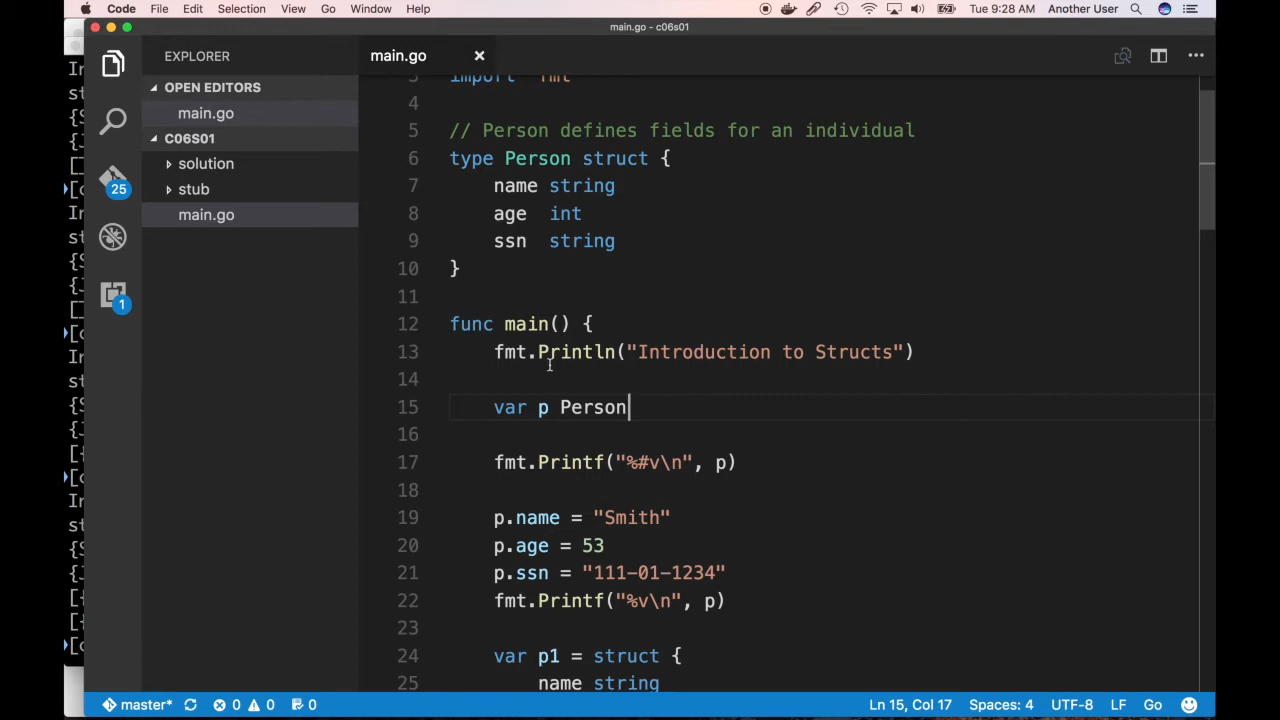 Code File Edit Selection View Go Window Help Tue 9:28 AM Another User
main.go - c06s01
EXPLORER
OPEN EDITORS
main.go
C06S01
solution
stub
main.go
25
1
main.go
3 import "fmt"
4
5 // Person defines fields for an individual
6 type Person struct {
7 name string
8 age int
9 ssn string
10 }
11
12 func main() {
13 fmt.Println("Introduction to Structs")
14
15 var p Person
16
17 fmt.Printf("%#v\n", p)
18
19 p.name = "Smith"
20 p.age = 53
21 p.ssn = "111-01-1234"
22 fmt.Printf("%v\n", p)
23
24 var p1 = struct {
25 name string
master* 0 0 0 Ln 15, Col 17 Spaces: 4 UTF-8 LF Go